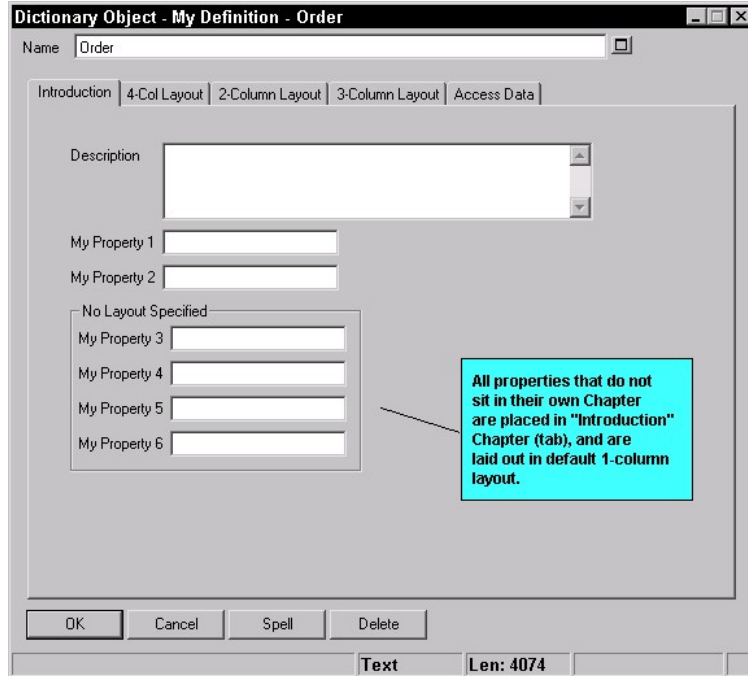 Dictionary Object - My Definition - Order
Name Order
Introduction 4-Col Layout 2-Column Layout 3-Column Layout Access Data
Description
My Property 1
My Property 2
No Layout Specified
My Property 3
My Property 4
My Property 5
My Property 6
All properties that do not
sit in their own Chapter
are placed in "Introduction"
Chapter (tab), and are
laid out in default 1-column
layout.
OK Cancel Spell Delete
Text Len: 4074